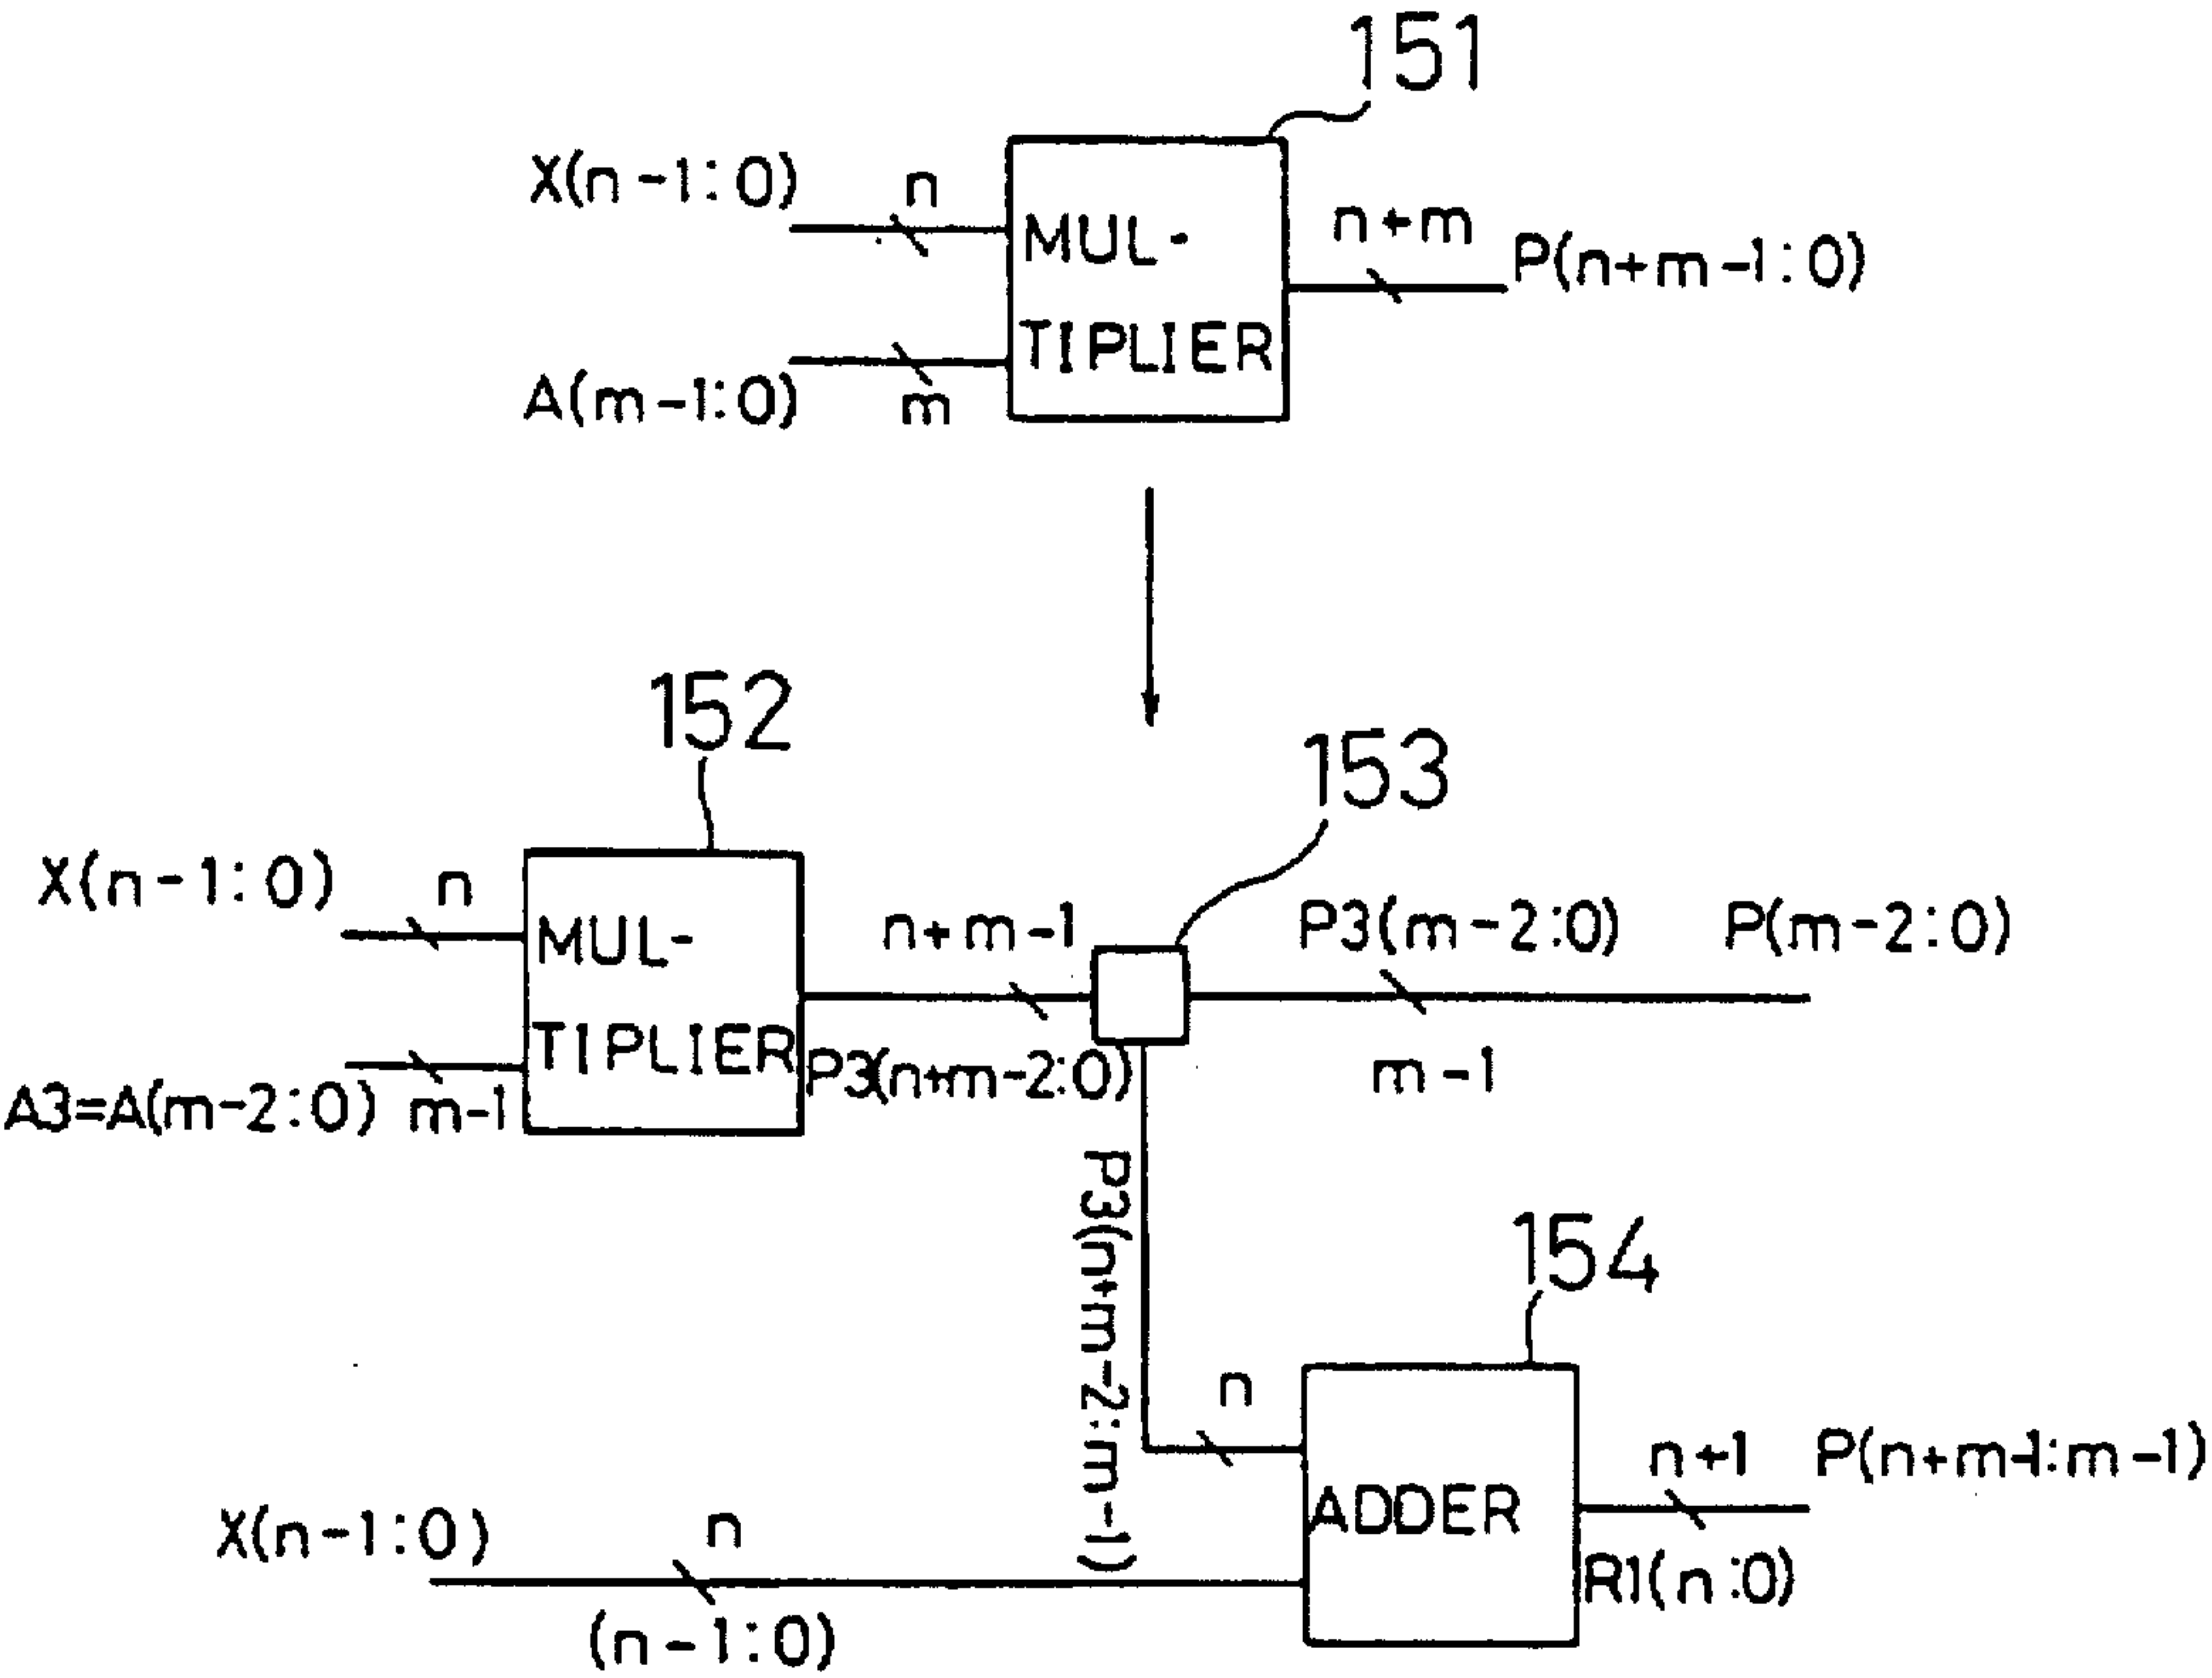 151
X(n-1:0)
n
MUL-
TIPLIER
n+m
P(n+m-1:0)
A(m-1:0)
m
152
153
X(n-1:0)
n
MUL-
TIPLIER
n+m-1
P3(m-2:0)
P(m-2:0)
A3=A(m-2:0)
m-1
P3(n+m-2:0)
m-1
P3(n+m-2:m-1)
154
n
ADDER
n+1
P(n+m-1:m-1)
X(n-1:0)
n
(n-1:0)
R1(n:0)